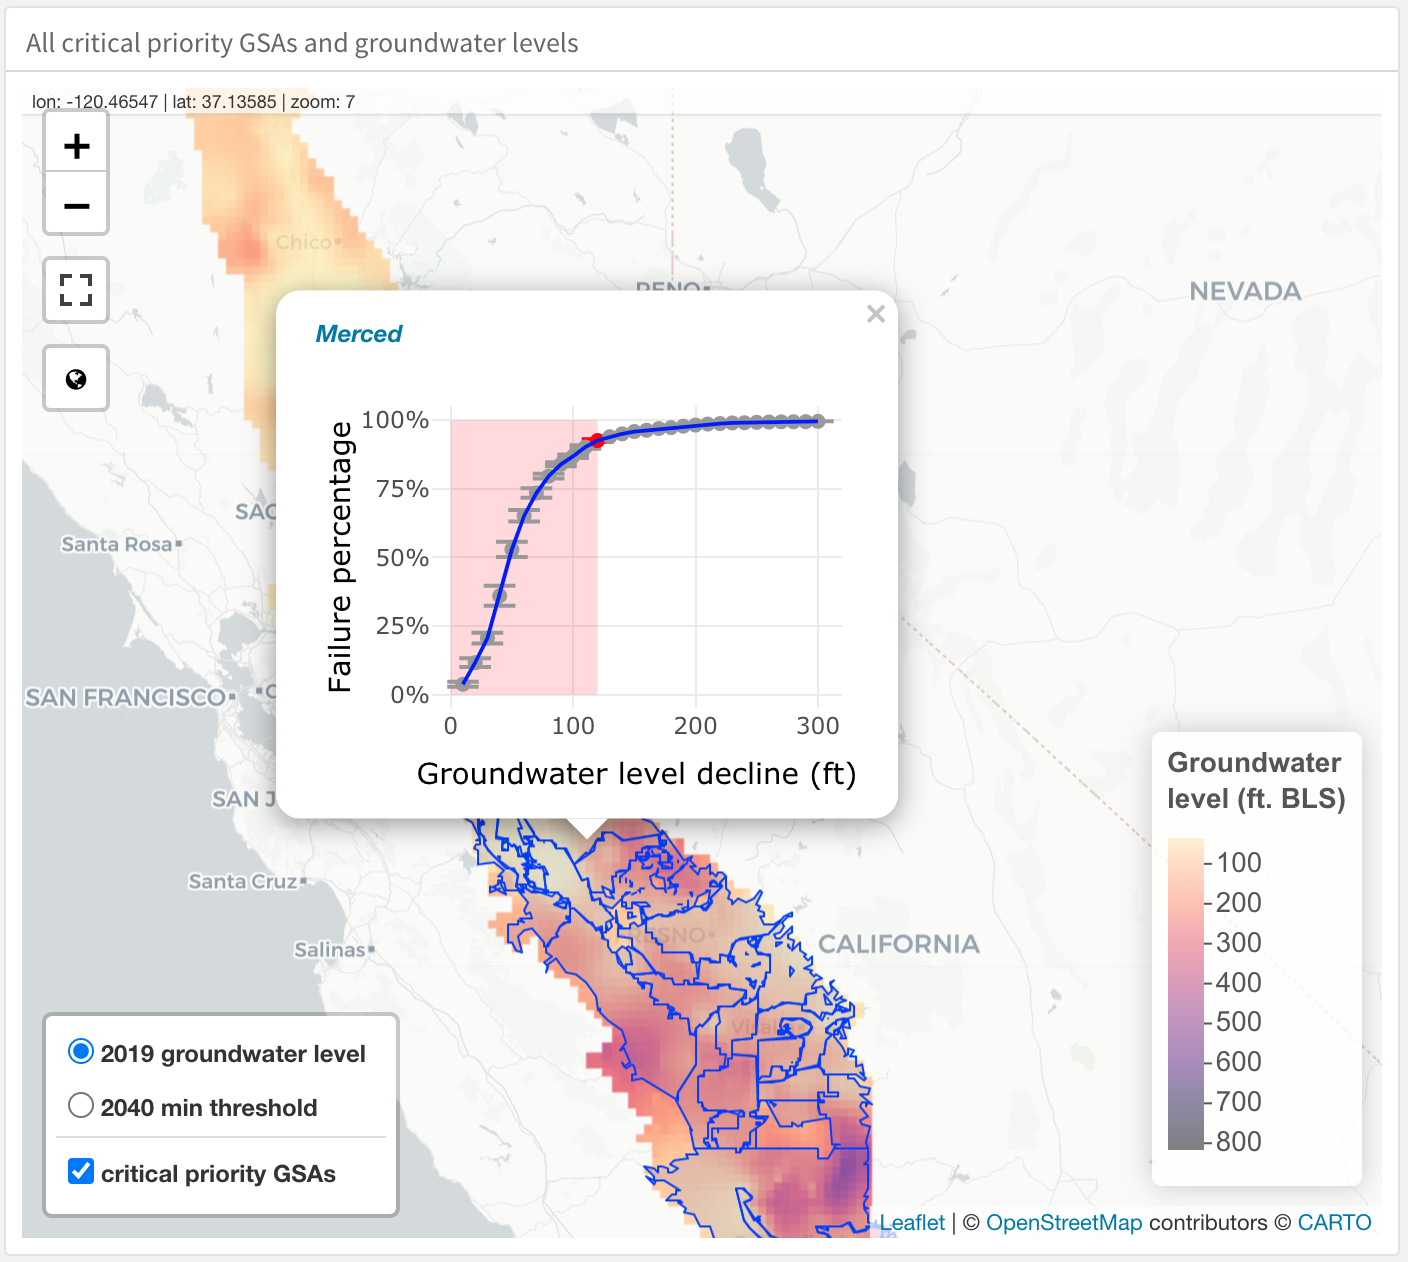 All critical priority GSAs and groundwater levels
lon: -120.46547 | lat: 37.13585 | zoom: 7
+
−
Chico
RENO
NEVADA
Merced
×
100%
75%
50%
25%
0%
Failure percentage
0 100 200 300
Groundwater level decline (ft)
SAC
Santa Rosa
SAN FRANCISCO
SAN J
Santa Cruz
Salinas
FRESNO
CALIFORNIA
Visalia
Groundwater
level (ft. BLS)
100
200
300
400
500
600
700
800
2019 groundwater level
2040 min threshold
critical priority GSAs
Leaflet | © OpenStreetMap contributors © CARTO